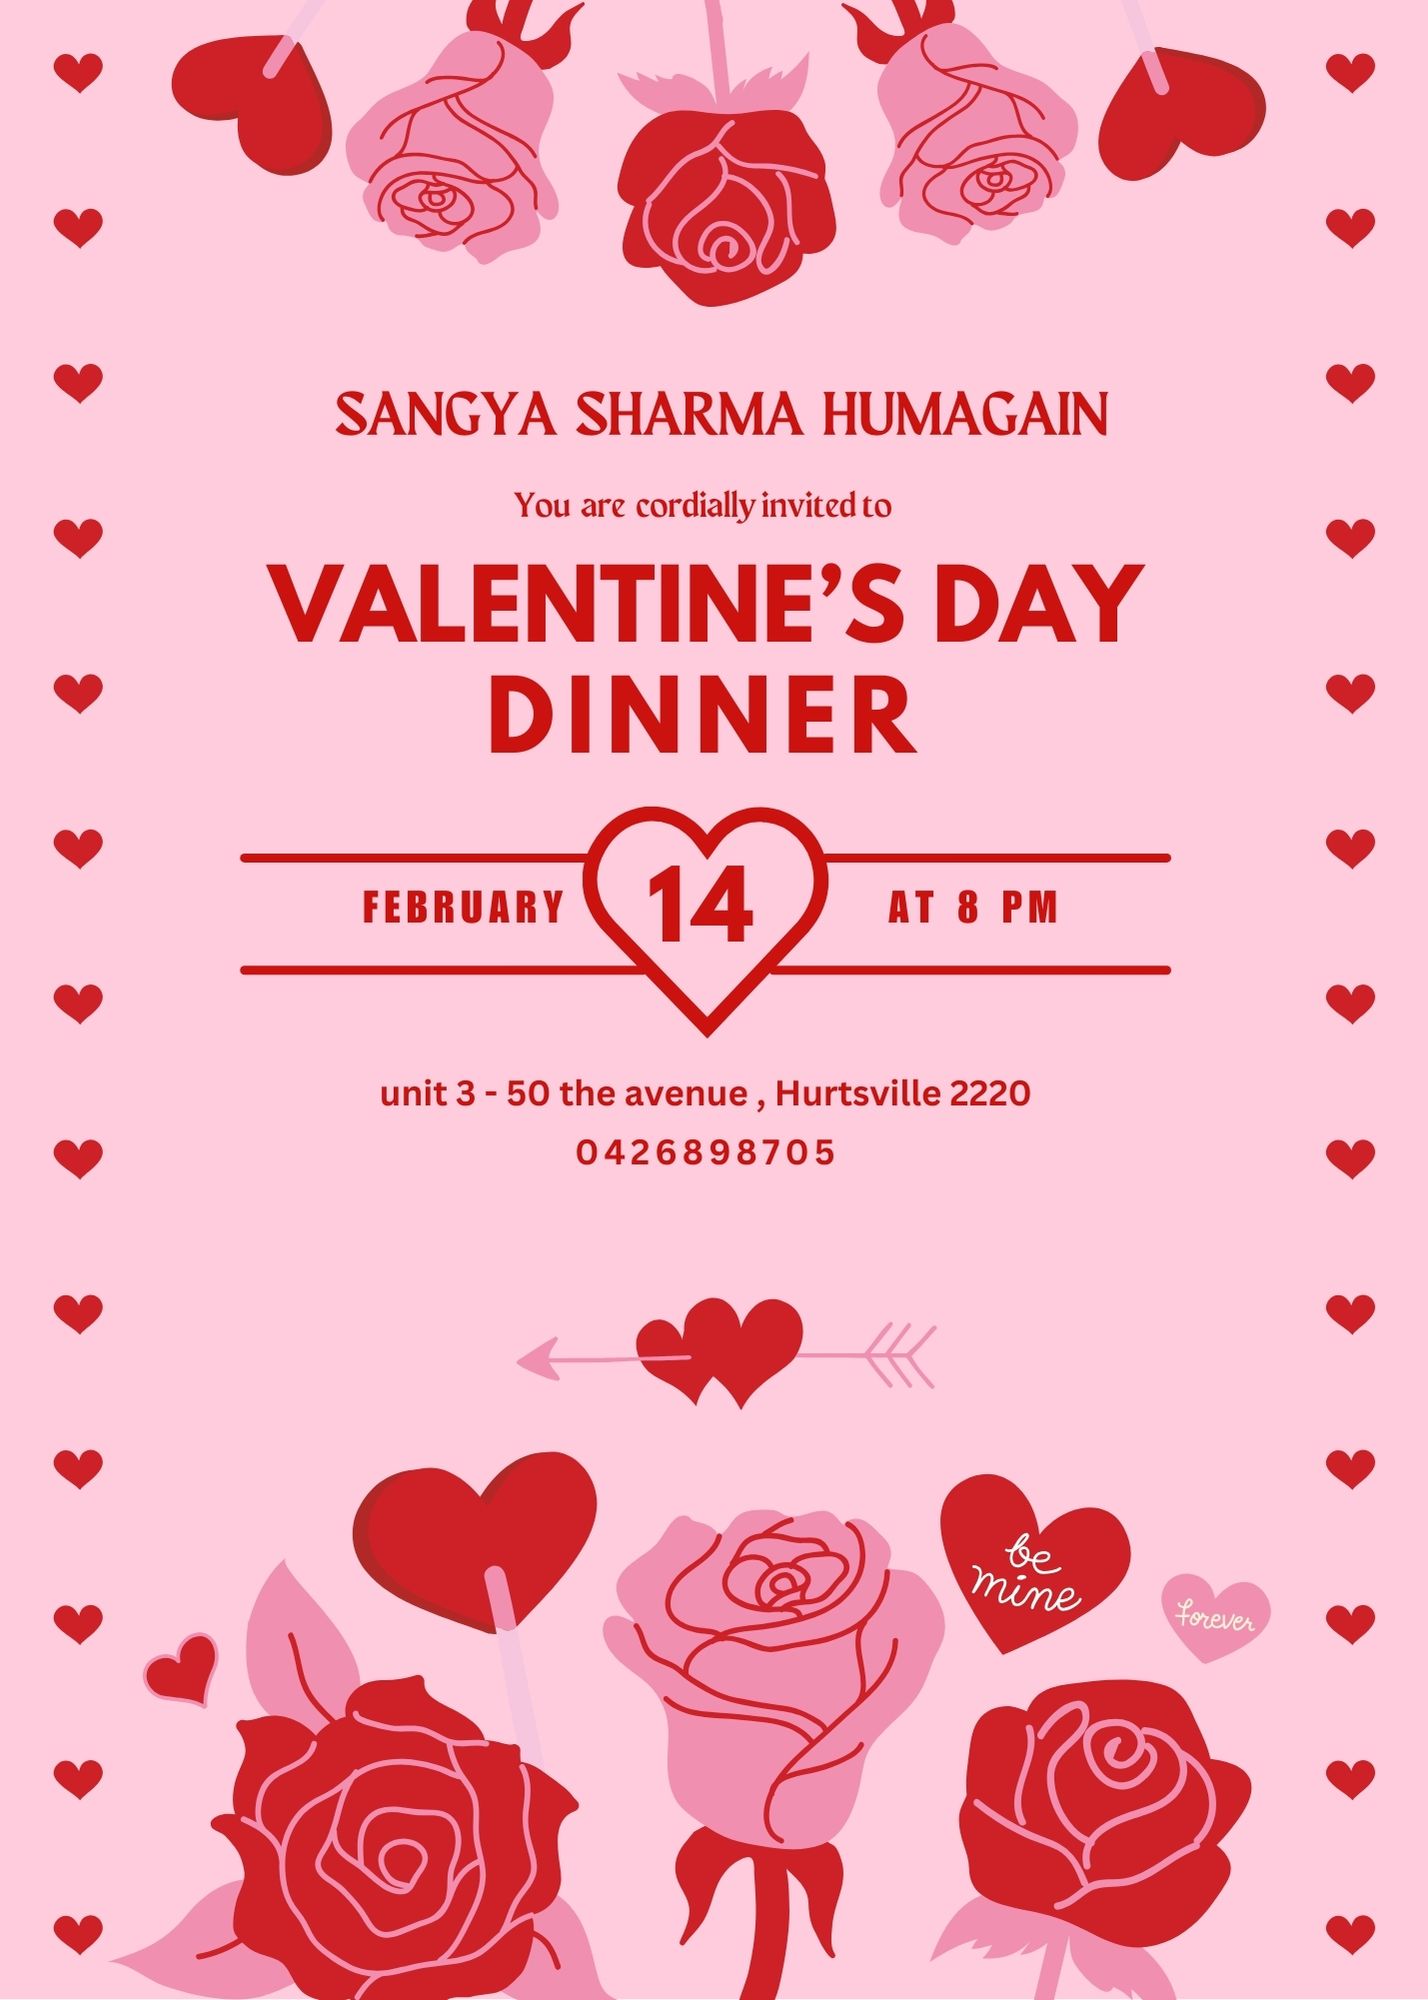 SANGYA SHARMA HUMAGAIN
You are cordially invited to
VALENTINE’S DAY
DINNER
FEBRUARY 14 AT 8 PM
unit 3 - 50 the avenue , Hurtsville 2220
0426898705
be
mine
forever